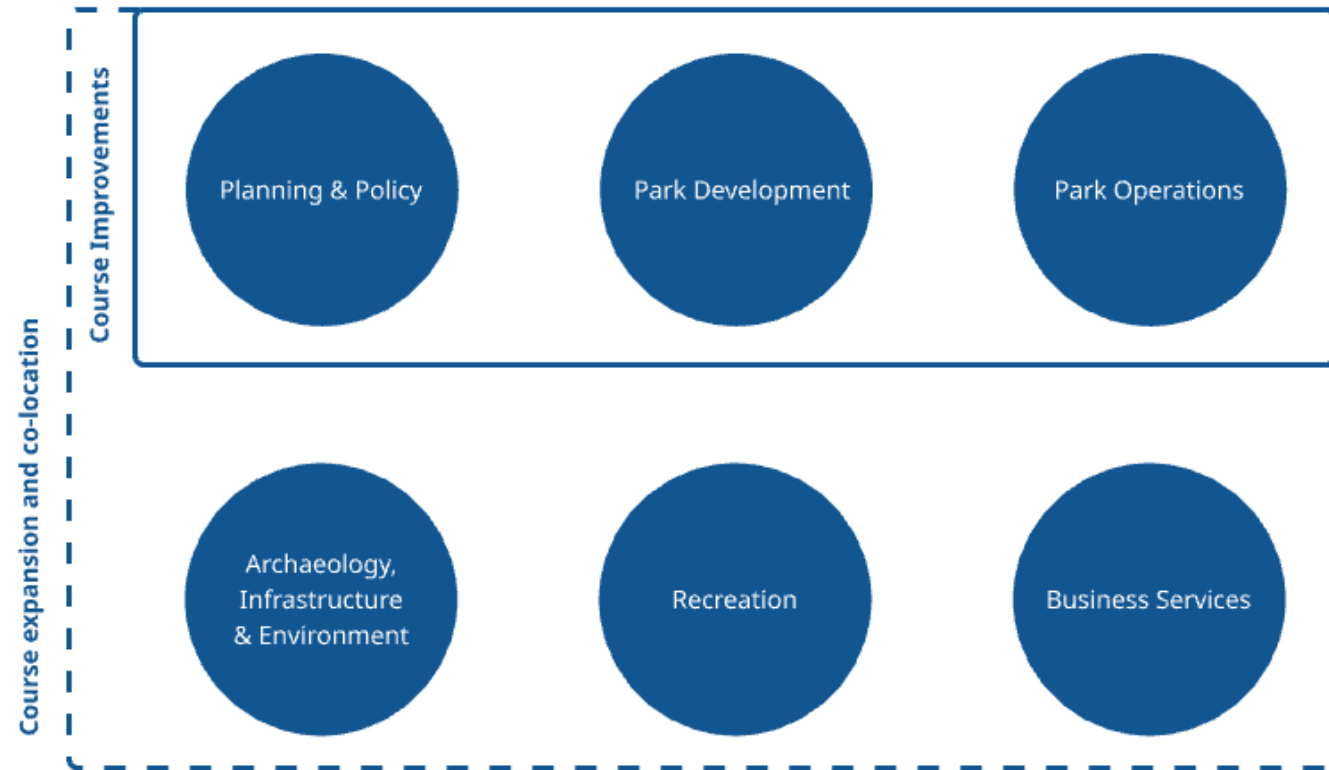 Course Improvements
Planning & Policy
Park Development
Park Operations
Course expansion and co-location
Archaeology,
Infrastructure
& Environment
Recreation
Business Services